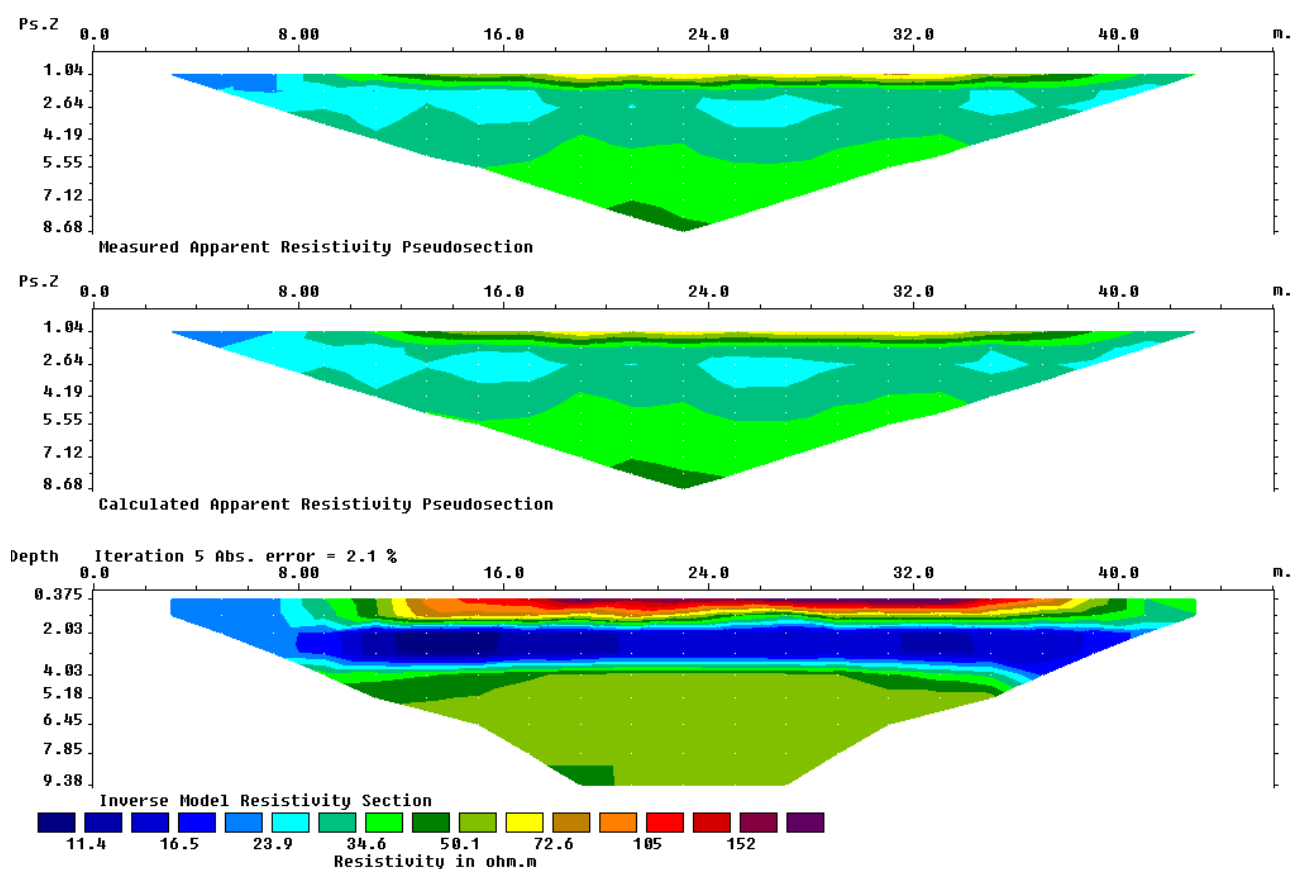 Ps.Z 0.0 8.00 16.0 24.0 32.0 40.0 m.
1.04
2.64
4.19
5.55
7.12
8.68
Measured Apparent Resistivity Pseudosection
Ps.Z 0.0 8.00 16.0 24.0 32.0 40.0 m.
1.04
2.64
4.19
5.55
7.12
8.68
Calculated Apparent Resistivity Pseudosection
Depth Iteration 5 Abs. error = 2.1 %
0.0 8.00 16.0 24.0 32.0 40.0 m.
0.375
2.03
4.03
5.18
6.45
7.85
9.38
Inverse Model Resistivity Section
11.4 16.5 23.9 34.6 50.1 72.6 105 152
Resistivity in ohm.m